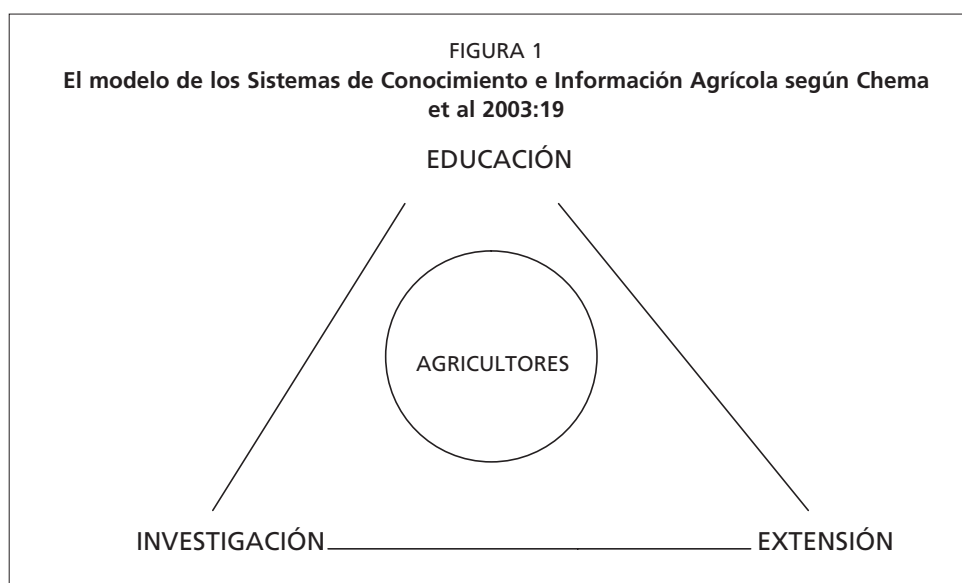 FIGURA 1
El modelo de los Sistemas de Conocimiento e Información Agrícola según Chema
et al 2003:19
EDUCACIÓN
AGRICULTORES
INVESTIGACIÓN EXTENSIÓN